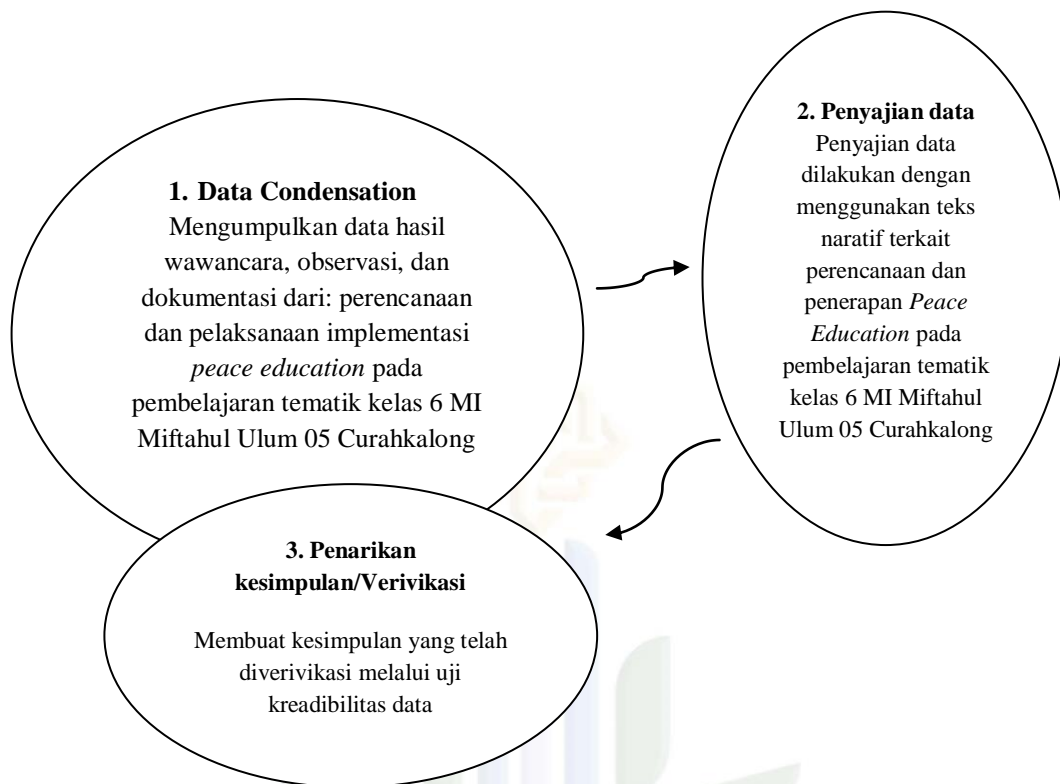 1. Data Condensation
Mengumpulkan data hasil
wawancara, observasi, dan
dokumentasi dari: perencanaan
dan pelaksanaan implementasi
peace education pada
pembelajaran tematik kelas 6 MI
Miftahul Ulum 05 Curahkalong
2. Penyajian data
Penyajian data
dilakukan dengan
menggunakan teks
naratif terkait
perencanaan dan
penerapan Peace
Education pada
pembelajaran tematik
kelas 6 MI Miftahul
Ulum 05 Curahkalong
3. Penarikan
kesimpulan/Verivikasi
Membuat kesimpulan yang telah
diverivikasi melalui uji
kreadibilitas data